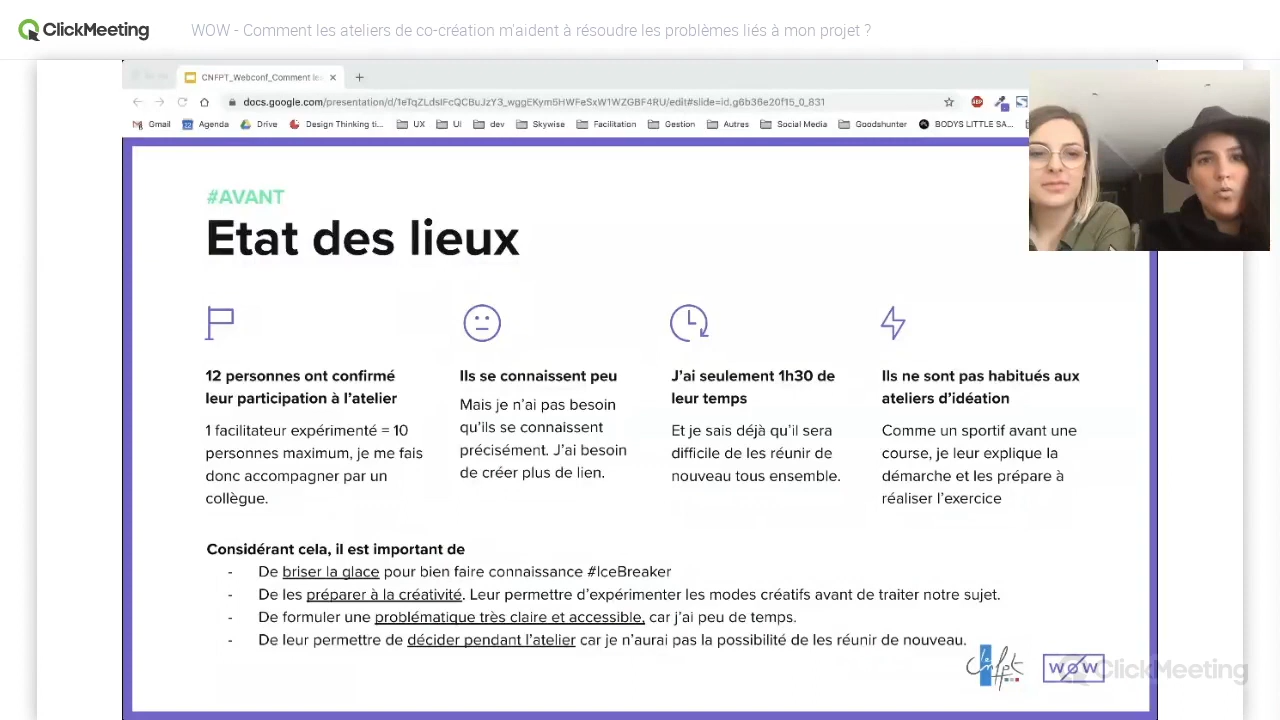 ClickMeeting
WOW - Comment les ateliers de co-création m'aident à résoudre les problèmes liés à mon projet ?
CNFPT_Webconf_Comment le
docs.google.com/presentation/d/1eTqZLdsIFcQCBuJzY3_wggEKym5HWFeSxW1WZGBF4RU/edit#slide=id.g6b36e20f15_0_831
Gmail Agenda Drive Design Thinking ti... UX UI dev Skywise Facilitation Gestion Autres Social Media Goodshunter BODYS LITTLE SA...
#AVANT
Etat des lieux
12 personnes ont confirmé
leur participation à l'atelier
1 facilitateur expérimenté = 10
personnes maximum, je me fais
donc accompagner par un
collègue.
Ils se connaissent peu
Mais je n'ai pas besoin
qu'ils se connaissent
précisément. J'ai besoin
de créer plus de lien.
J'ai seulement 1h30 de
leur temps
Et je sais déjà qu'il sera
difficile de les réunir de
nouveau tous ensemble.
Ils ne sont pas habitués aux
ateliers d'idéation
Comme un sportif avant une
course, je leur explique la
démarche et les prépare à
réaliser l'exercice
Considérant cela, il est important de
- De briser la glace pour bien faire connaissance #IceBreaker
- De les préparer à la créativité. Leur permettre d'expérimenter les modes créatifs avant de traiter notre sujet.
- De formuler une problématique très claire et accessible, car j'ai peu de temps.
- De leur permettre de décider pendant l'atelier car je n'aurai pas la possibilité de les réunir de nouveau.
cnfpt
WOW
ClickMeeting